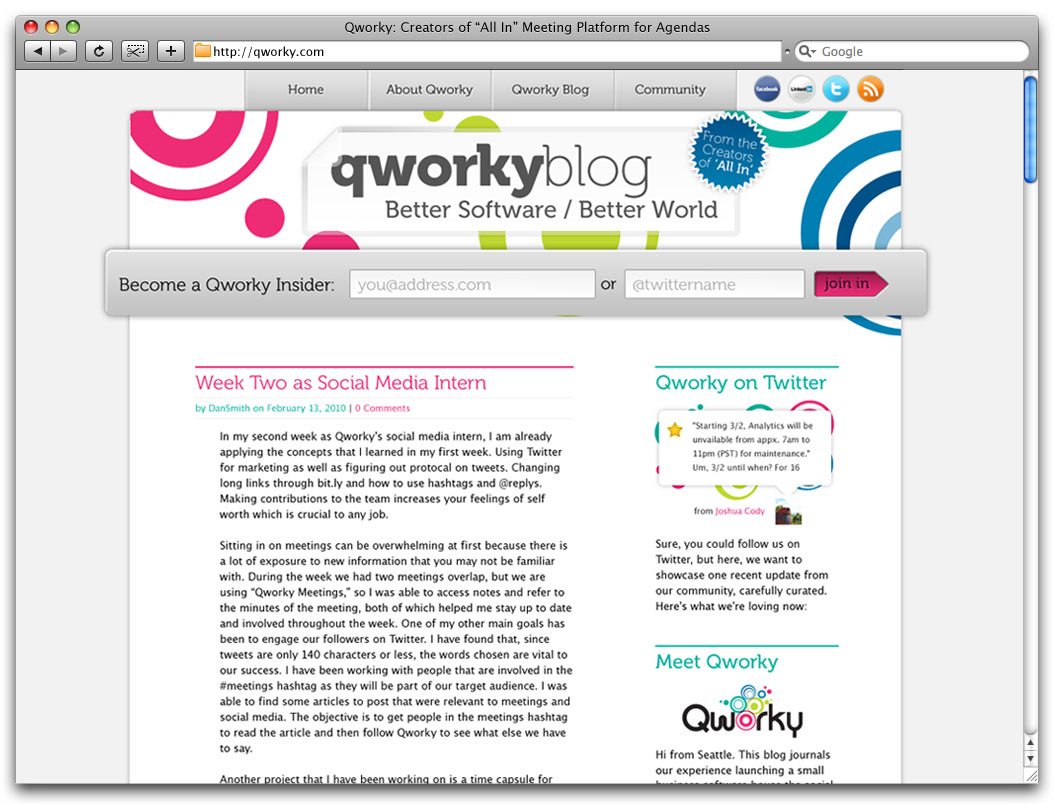 Qworky: Creators of “All In” Meeting Platform for Agendas
http://qworky.com
Google
Home
About Qworky
Qworky Blog
Community
facebook
LinkedIn
t
From the
Creators
of 'All In'
qworkyblog
Better Software / Better World
Become a Qworky Insider:
you@address.com
or
@twittername
join in
Week Two as Social Media Intern
by DanSmith on February 13, 2010 | 0 Comments
In my second week as Qworky's social media intern, I am already
applying the concepts that I learned in my first week. Using Twitter
for marketing as well as figuring out protocal on tweets. Changing
long links through bit.ly and how to use hashtags and @replys.
Making contributions to the team increases your feelings of self
worth which is crucial to any job.
Sitting in on meetings can be overwhelming at first because there is
a lot of exposure to new information that you may not be familiar
with. During the week we had two meetings overlap, but we are
using “Qworky Meetings,” so I was able to access notes and refer to
the minutes of the meeting, both of which helped me stay up to date
and involved throughout the week. One of my other main goals has
been to engage our followers on Twitter. I have found that, since
tweets are only 140 characters or less, the words chosen are vital to
our success. I have been working with people that are involved in the
#meetings hashtag as they will be part of our target audience. I was
able to find some articles to post that were relevant to meetings and
social media. The objective is to get people in the meetings hashtag
to read the article and then follow Qworky to see what else we have
to say.
Another project that I have been working on is a time capsule for
Qworky on Twitter
"Starting 3/2, Analytics will be
unvailable from appx. 7am to
11pm (PST) for maintenance."
Um, 3/2 until when? For 16
from Joshua Cody
Sure, you could follow us on
Twitter, but here, we want to
showcase one recent update from
our community, carefully curated.
Here's what we're loving now:
Meet Qworky
Qworky
Hi from Seattle. This blog journals
our experience launching a small
business software house the social